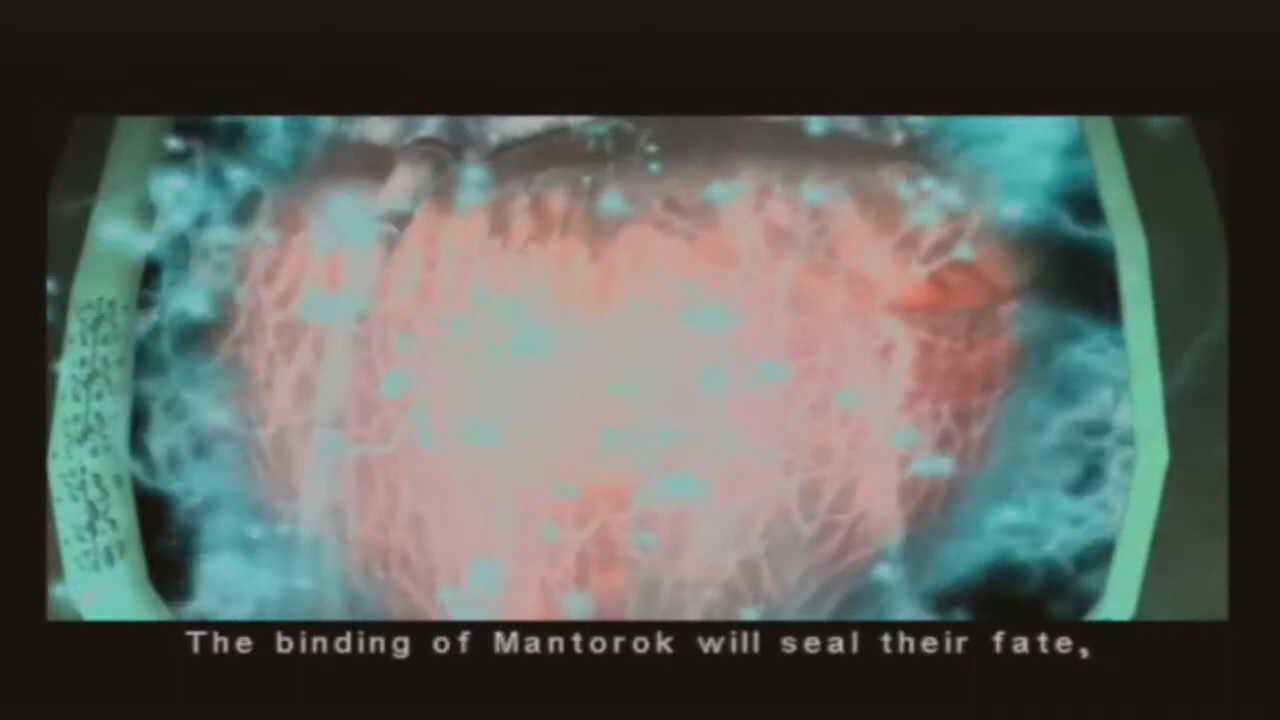 The binding of Mantorok will seal their fate,